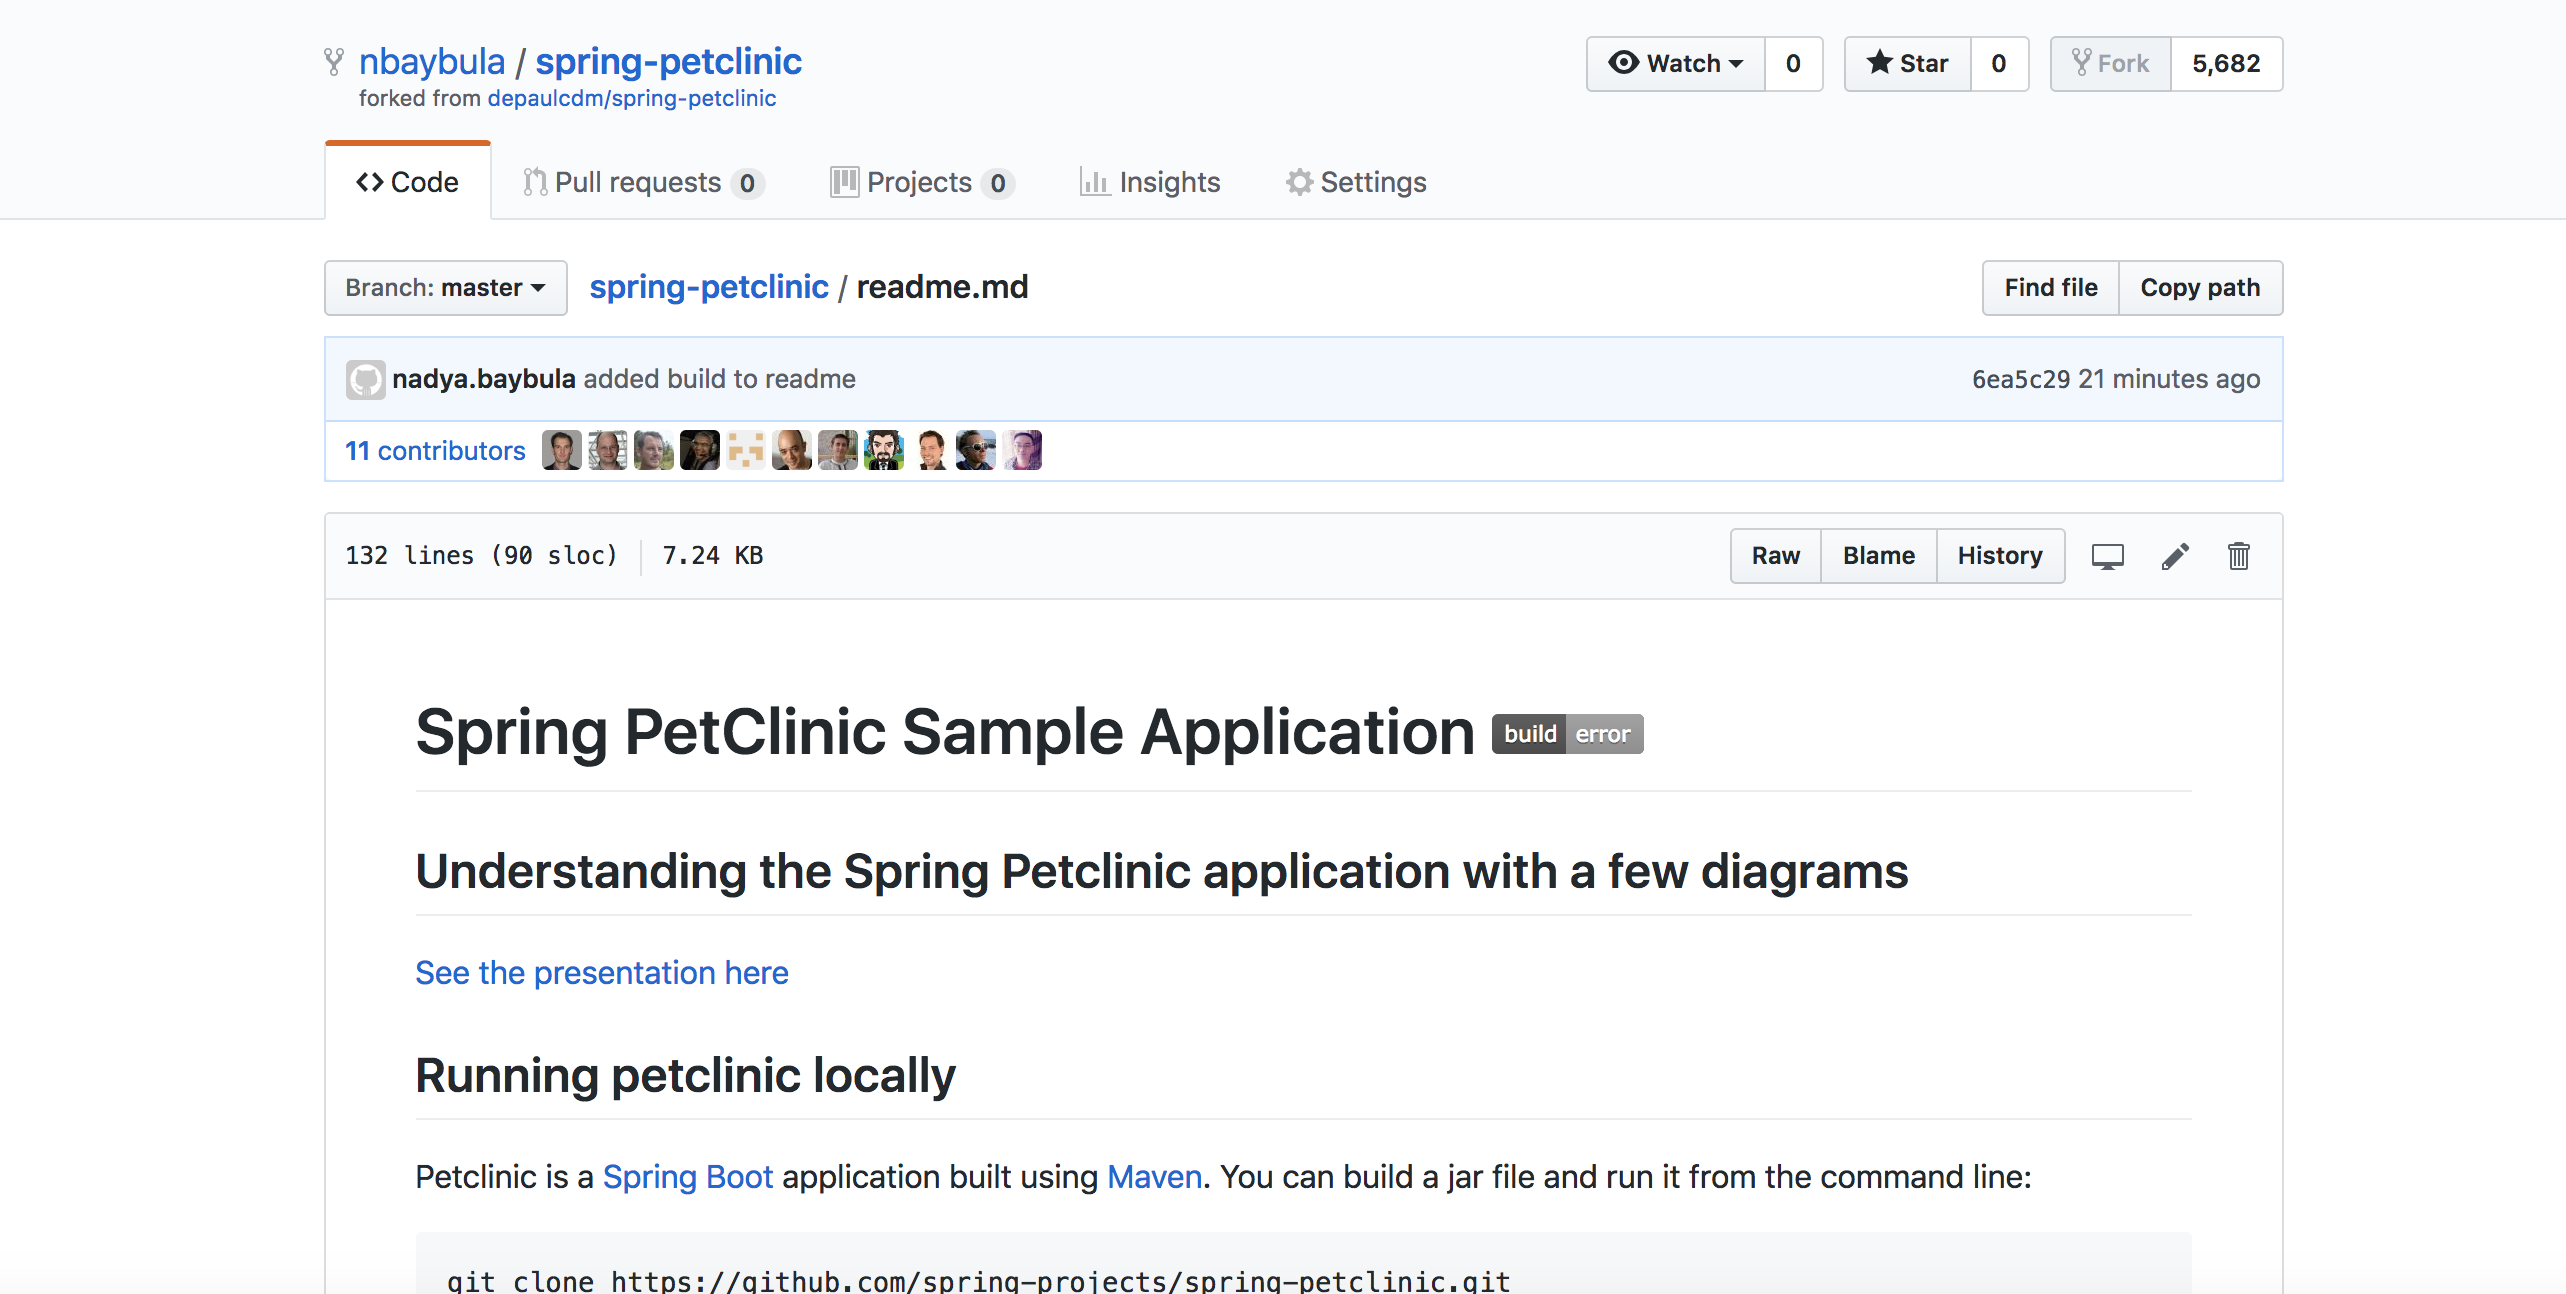 nbaybula / spring-petclinic
Watch 0 Star 0 Fork 5,682
forked from depaulcdm/spring-petclinic
Code Pull requests 0 Projects 0 Insights Settings
Branch: master spring-petclinic / readme.md Find file Copy path
nadya.baybula added build to readme 6ea5c29 21 minutes ago
11 contributors
132 lines (90 sloc) 7.24 KB Raw Blame History
Spring PetClinic Sample Application build error
Understanding the Spring Petclinic application with a few diagrams
See the presentation here
Running petclinic locally
Petclinic is a Spring Boot application built using Maven. You can build a jar file and run it from the command line:
git clone https://github.com/spring-projects/spring-petclinic.git